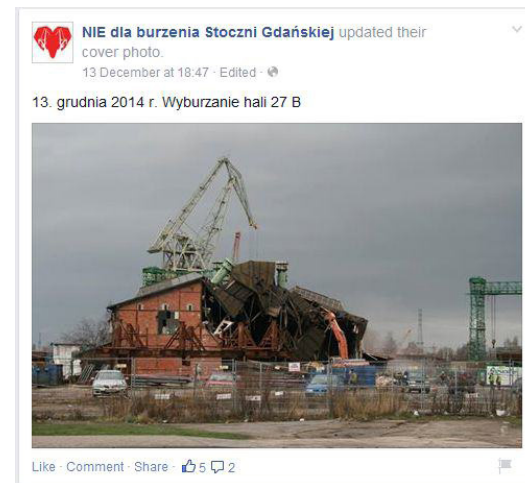 NIE dla burzenia Stoczni Gdańskiej updated their
cover photo.
13 December at 18:47 · Edited ·
13. grudnia 2014 r. Wyburzanie hali 27 B
Like · Comment · Share · 5 2